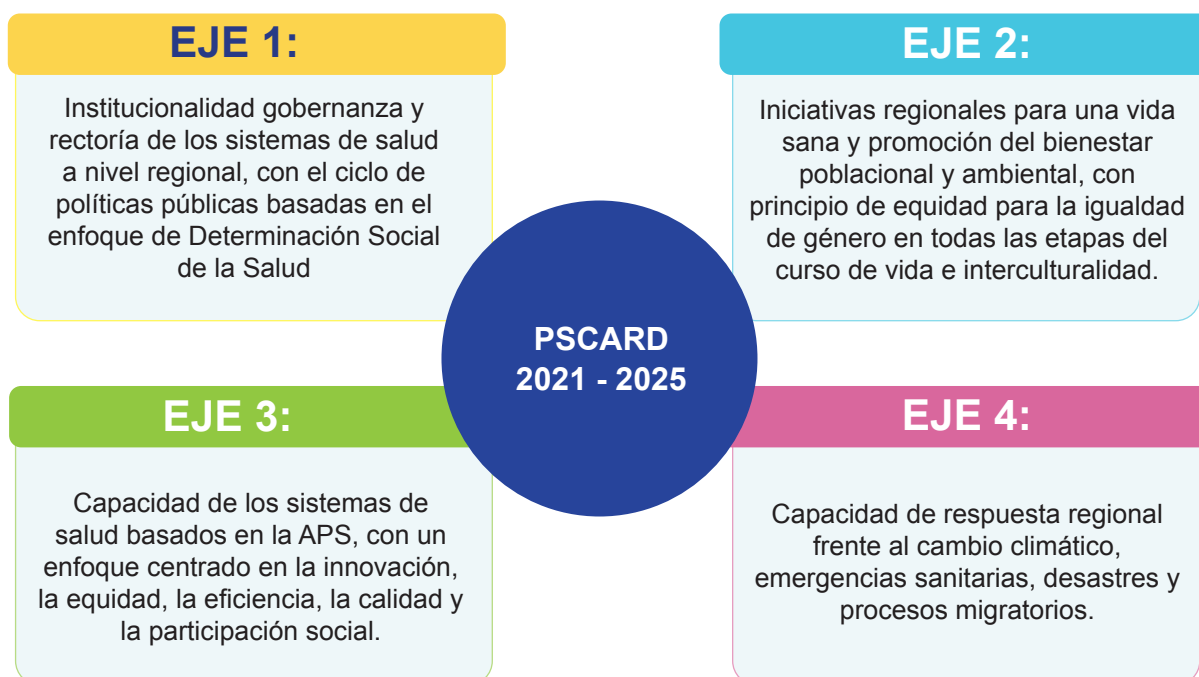 EJE 1:
Institucionalidad gobernanza y
rectoría de los sistemas de salud
a nivel regional, con el ciclo de
políticas públicas basadas en el
enfoque de Determinación Social
de la Salud
EJE 2:
Iniciativas regionales para una vida
sana y promoción del bienestar
poblacional y ambiental, con
principio de equidad para la igualdad
de género en todas las etapas del
curso de vida e interculturalidad.
PSCARD
2021 - 2025
EJE 3:
Capacidad de los sistemas de
salud basados en la APS, con un
enfoque centrado en la innovación,
la equidad, la eficiencia, la calidad y
la participación social.
EJE 4:
Capacidad de respuesta regional
frente al cambio climático,
emergencias sanitarias, desastres y
procesos migratorios.